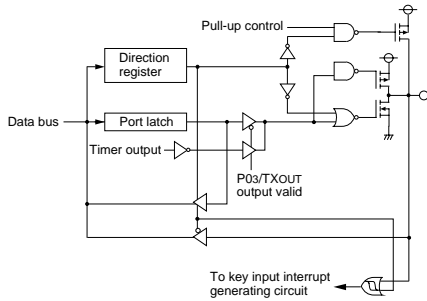 Pull-up control
Direction
register
Data bus
Port latch
Timer output
P03/TXOUT
output valid
To key input interrupt
generating circuit